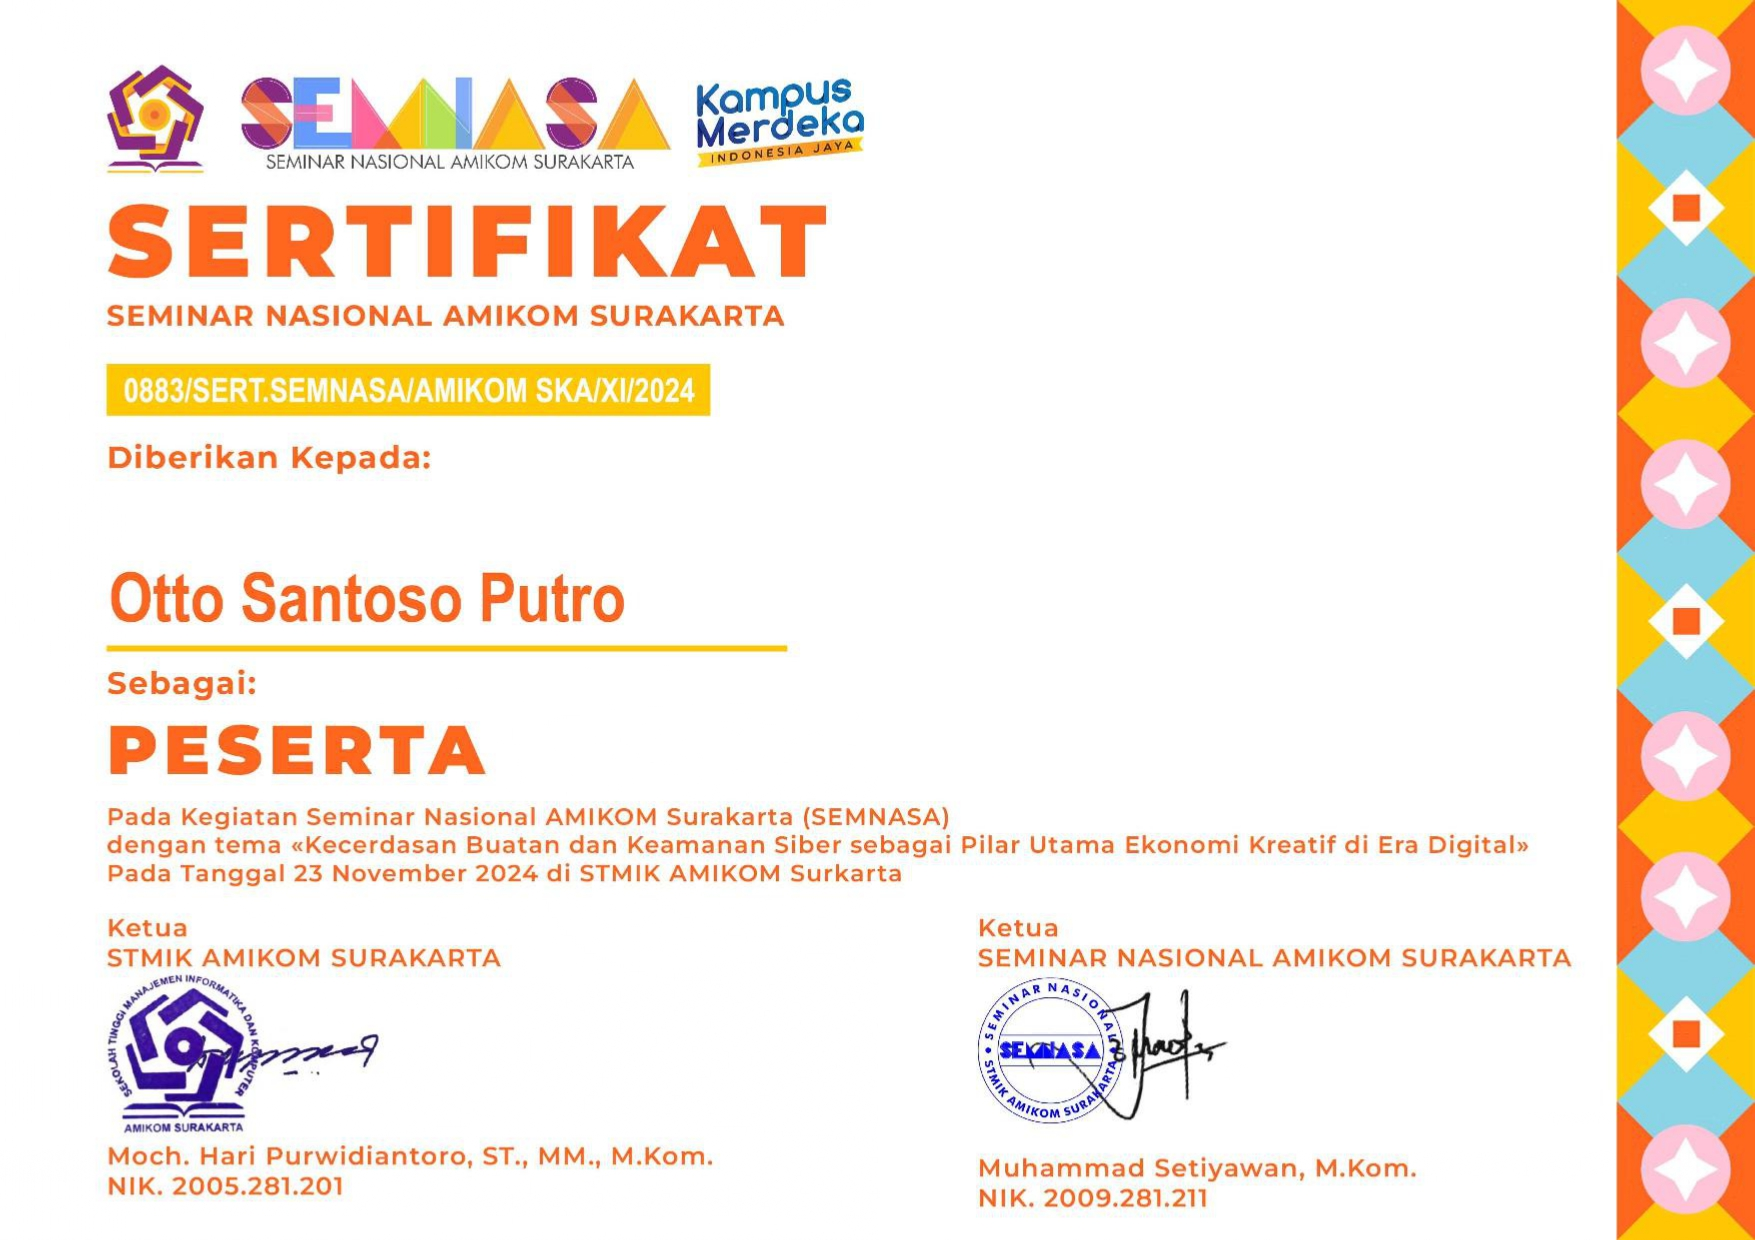 SEMNASA
SEMINAR NASIONAL AMIKOM SURAKARTA
Kampus
Merdeka
INDONESIA JAYA
SERTIFIKAT
SEMINAR NASIONAL AMIKOM SURAKARTA
0883/SERT.SEMNASA/AMIKOM SKA/XI/2024
Diberikan Kepada:
Otto Santoso Putro
Sebagai:
PESERTA
Pada Kegiatan Seminar Nasional AMIKOM Surakarta (SEMNASA)
dengan tema «Kecerdasan Buatan dan Keamanan Siber sebagai Pilar Utama Ekonomi Kreatif di Era Digital»
Pada Tanggal 23 November 2024 di STMIK AMIKOM Surkarta
Ketua
STMIK AMIKOM SURAKARTA
SEKOLAH TINGGI MANAJEMEN INFORMATIKA DAN KOMPUTER
AMIKOM SURAKARTA
Moch. Hari Purwidiantoro, ST., MM., M.Kom.
NIK. 2005.281.201
Ketua
SEMINAR NASIONAL AMIKOM SURAKARTA
SEMINAR NASIONAL
SEMNASA
STMIK AMIKOM SURAKARTA
Muhammad Setiyawan, M.Kom.
NIK. 2009.281.211